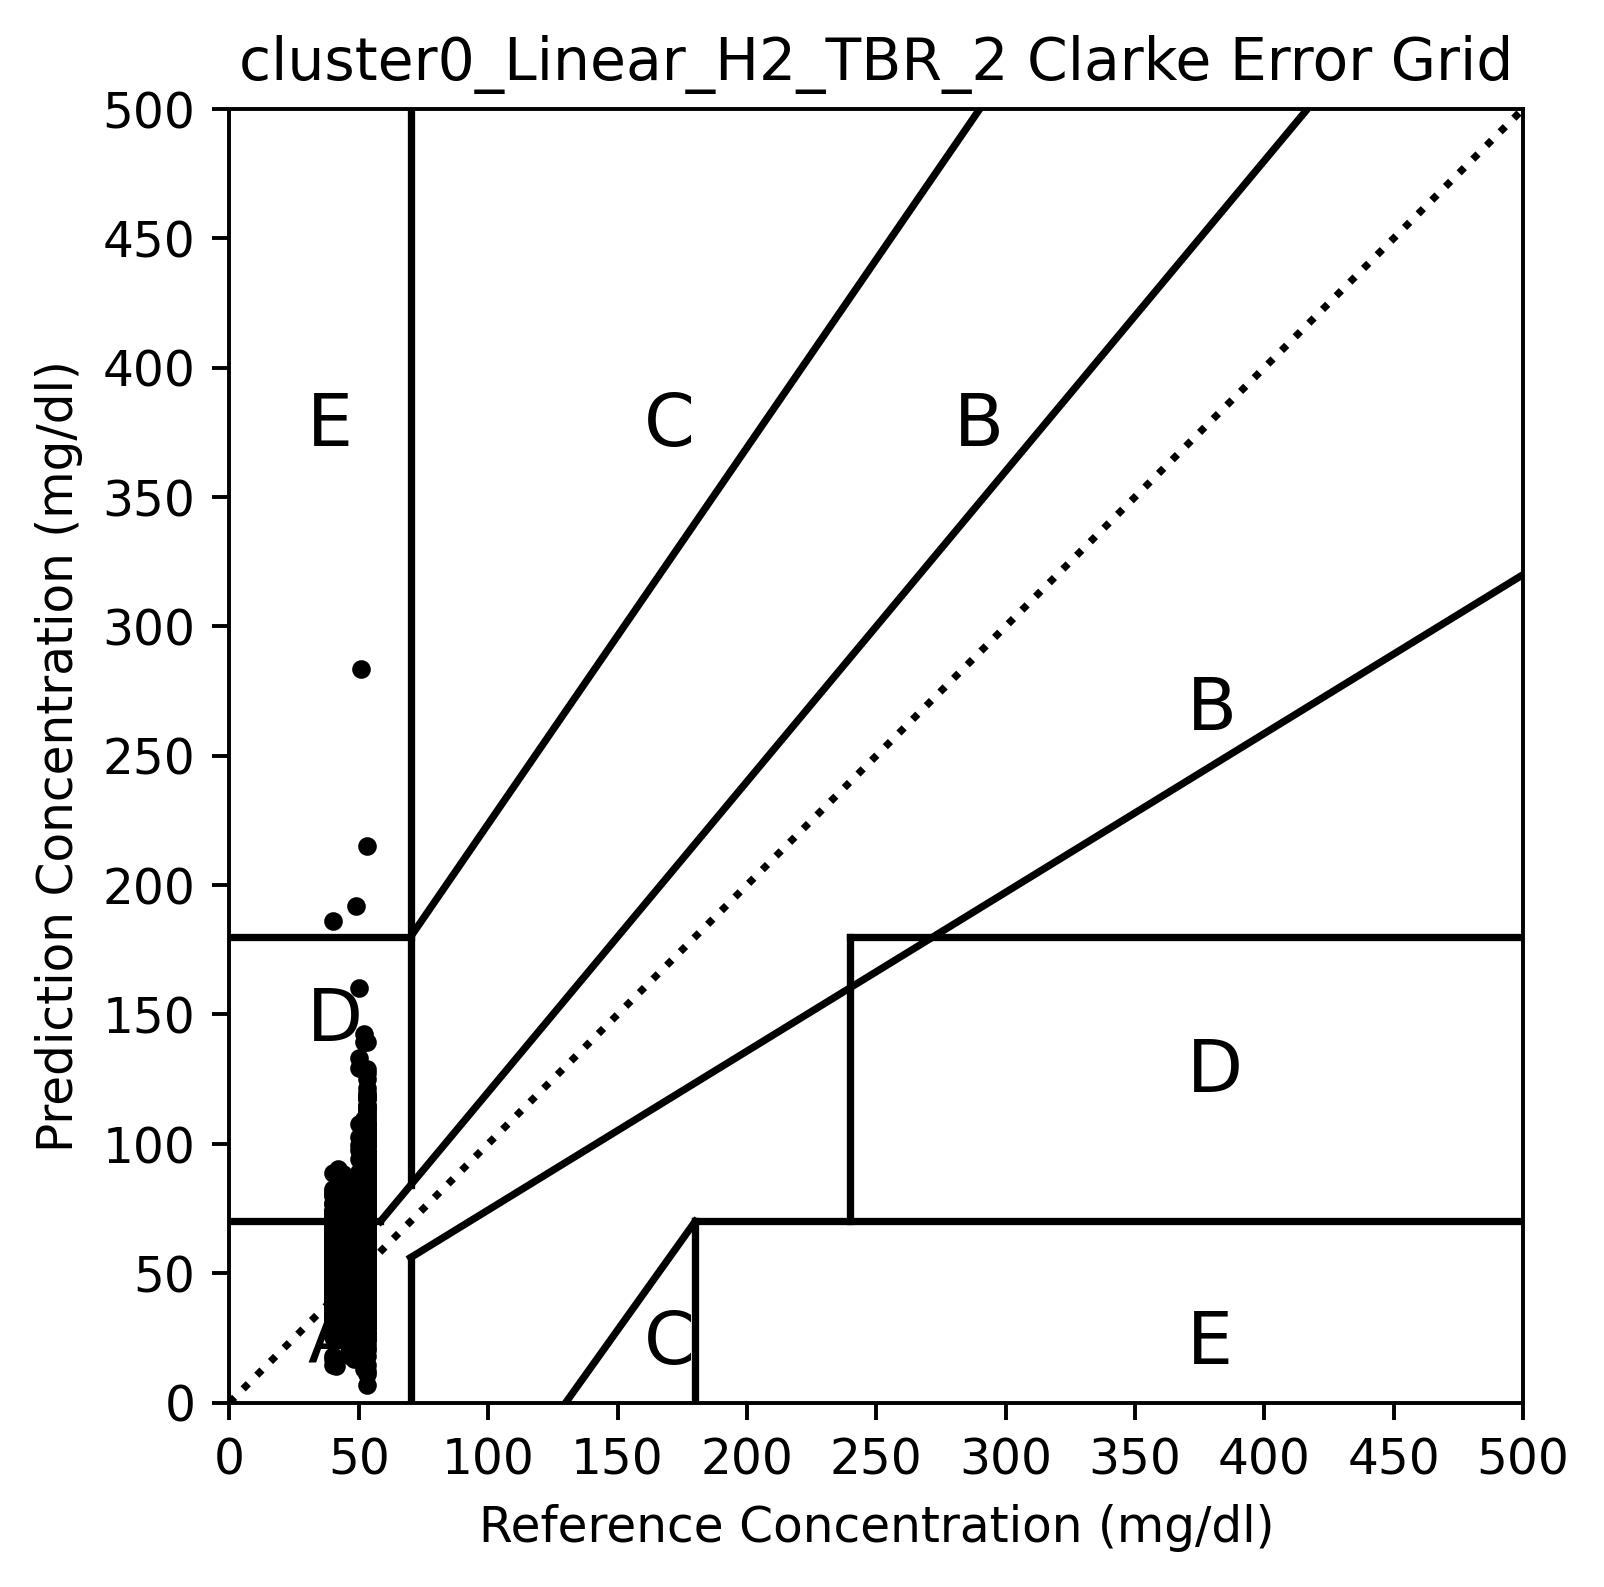 cluster0_Linear_H2_TBR_2 Clarke Error Grid
500
450
400
350
300
250
200
150
100
50
0
Prediction Concentration (mg/dl)
E
C
B
B
D
D
A
C
E
0 50 100 150 200 250 300 350 400 450 500
Reference Concentration (mg/dl)